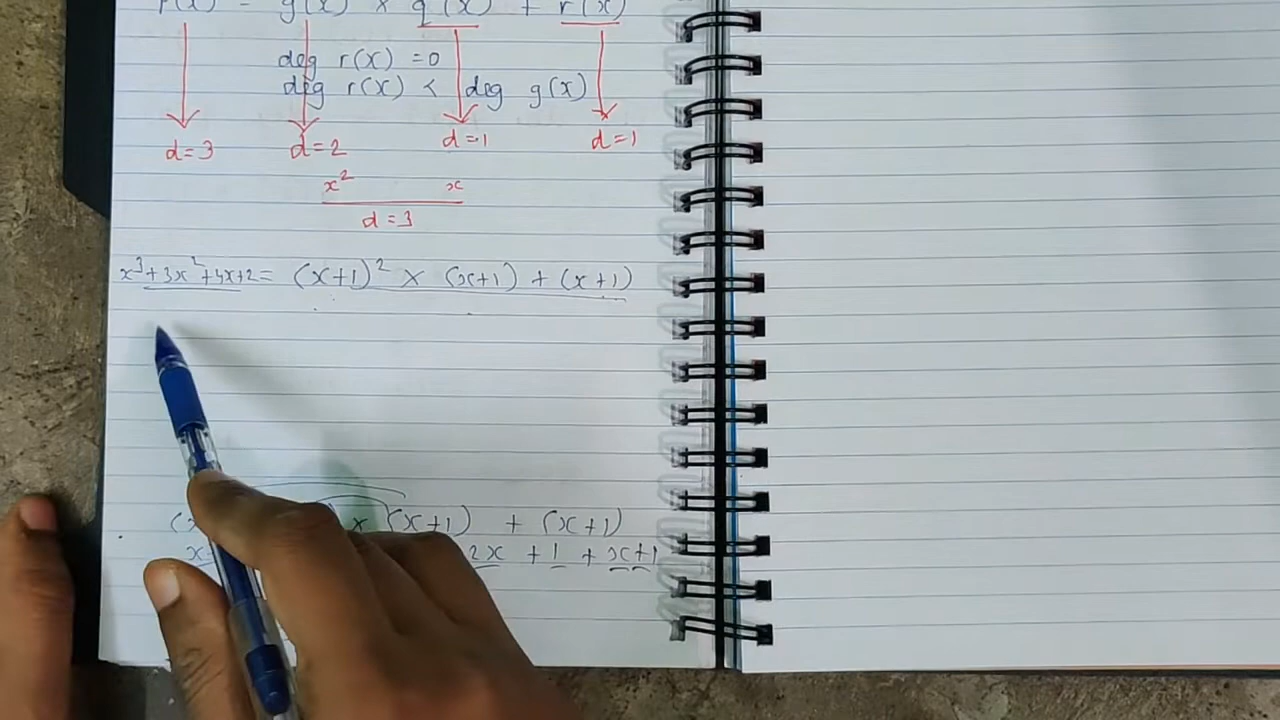 p(x) = g(x) × q(x) + r(x)
deg r(x) = 0
deg r(x) < deg g(x)
d=3 d=2 d=1 d=1
x² x
d=3
x³+3x²+4x+2= (x+1)² × (x+1) + (x+1)
× (x+1) + (x+1)
2x + 1 + x+1